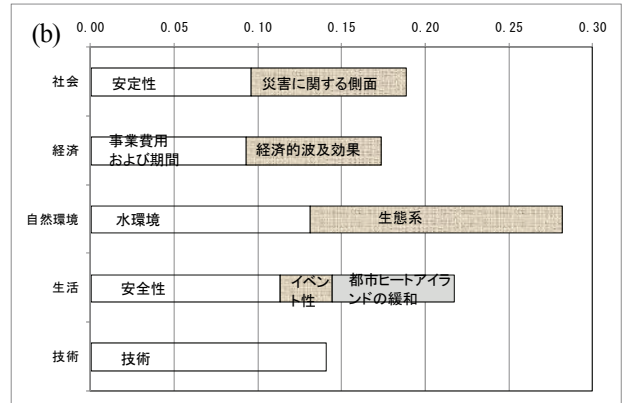 (b)
0.00 0.05 0.10 0.15 0.20 0.25 0.30
社会
安定性
災害に関する側面
経済
事業費用
および期間
経済的波及効果
自然環境
水環境
生態系
生活
安全性
イベン
ト性
都市ヒートアイラ
ンドの緩和
技術
技術